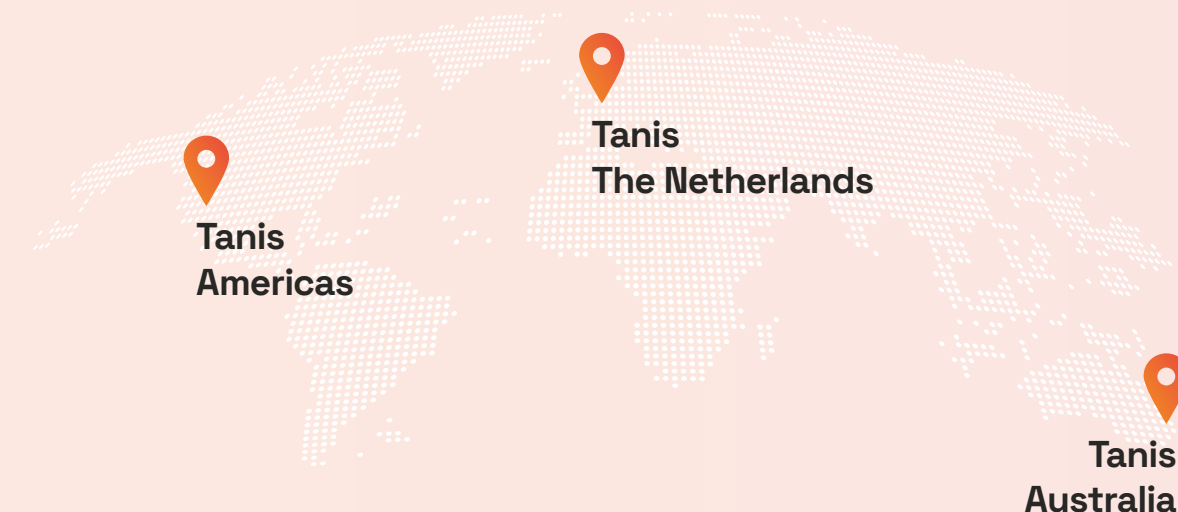 Tanis
The Netherlands
Tanis
Americas
Tanis
Australia